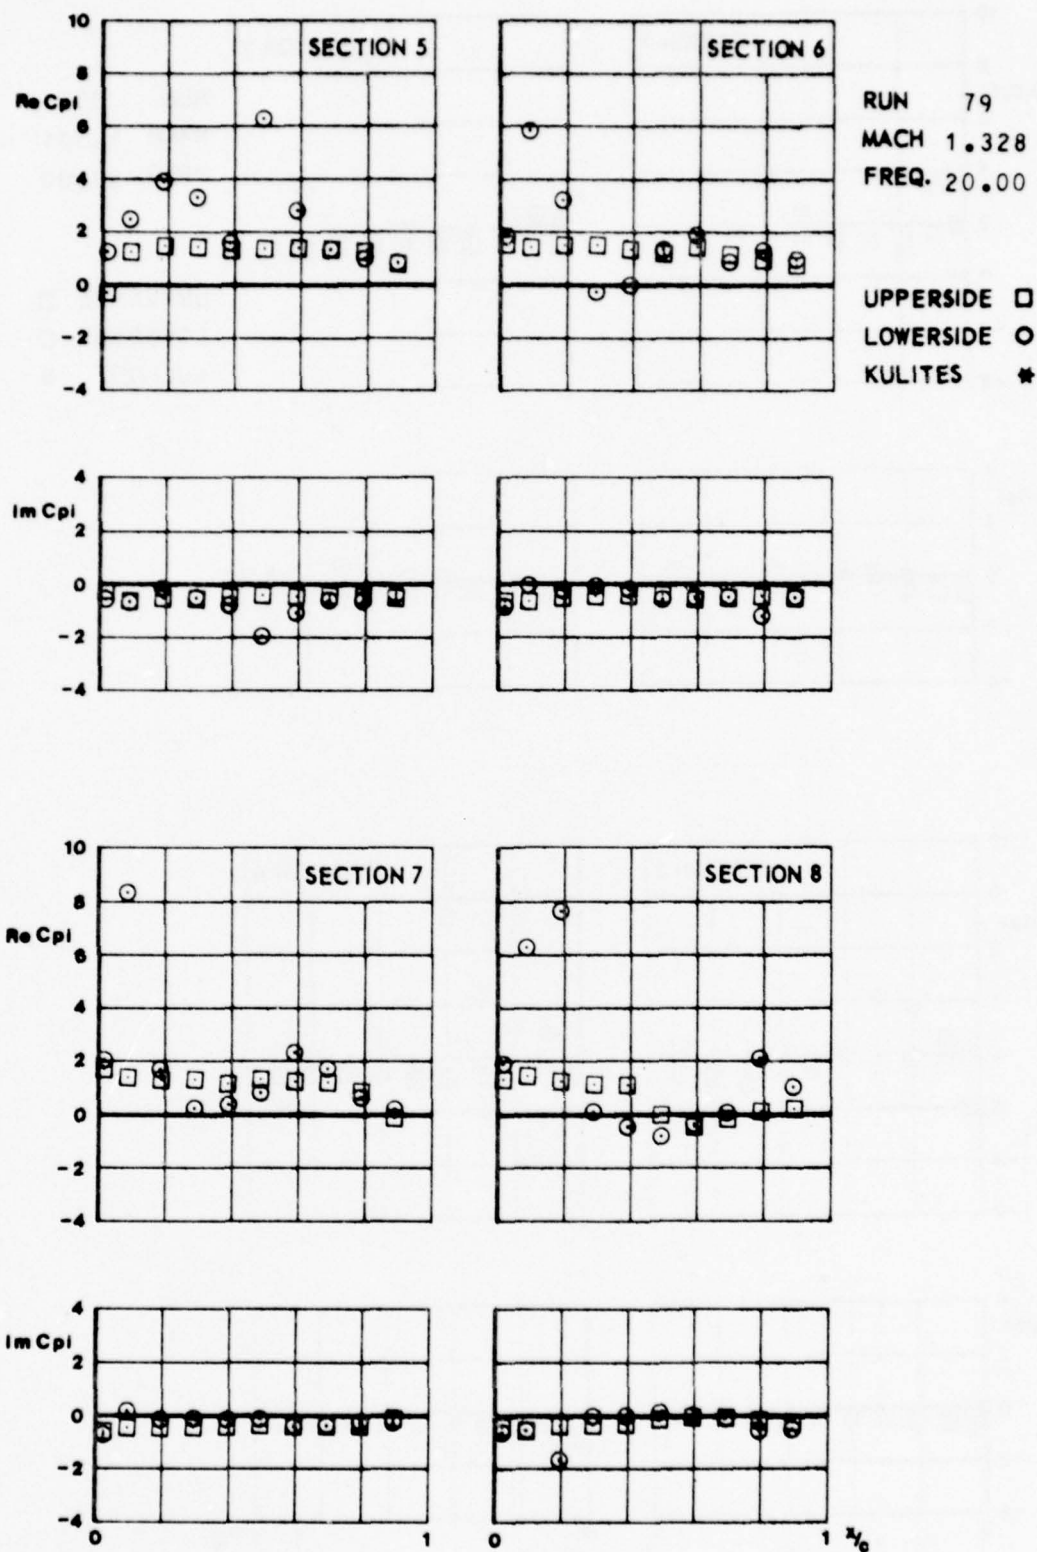 10
8
Re Cpi
6
4
2
0
−2
−4
SECTION 5
SECTION 6
RUN 79
MACH 1.328
FREQ. 20.00
UPPERSIDE □
LOWERSIDE ○
KULITES *
4
Im Cpi
2
0
−2
−4
10
8
Re Cpi
6
4
2
0
−2
−4
SECTION 7
SECTION 8
4
Im Cpi
2
0
−2
−4
0
1
0
1
x/c